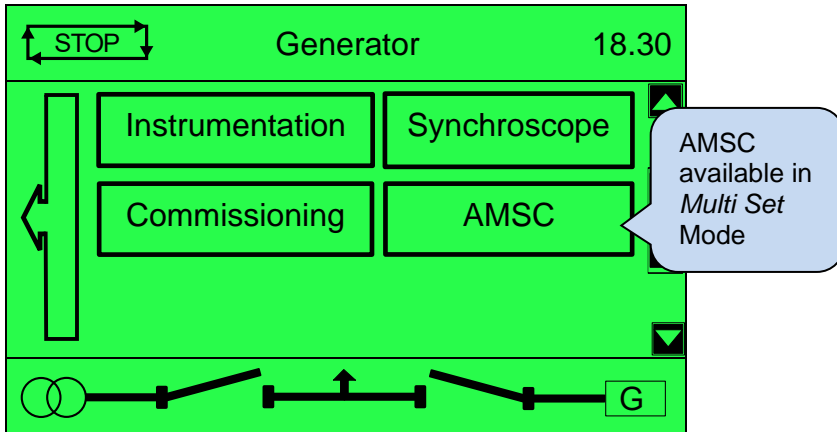 STOP
Generator
18.30
Instrumentation
Synchroscope
Commissioning
AMSC
AMSC
available in
Multi Set
Mode
G